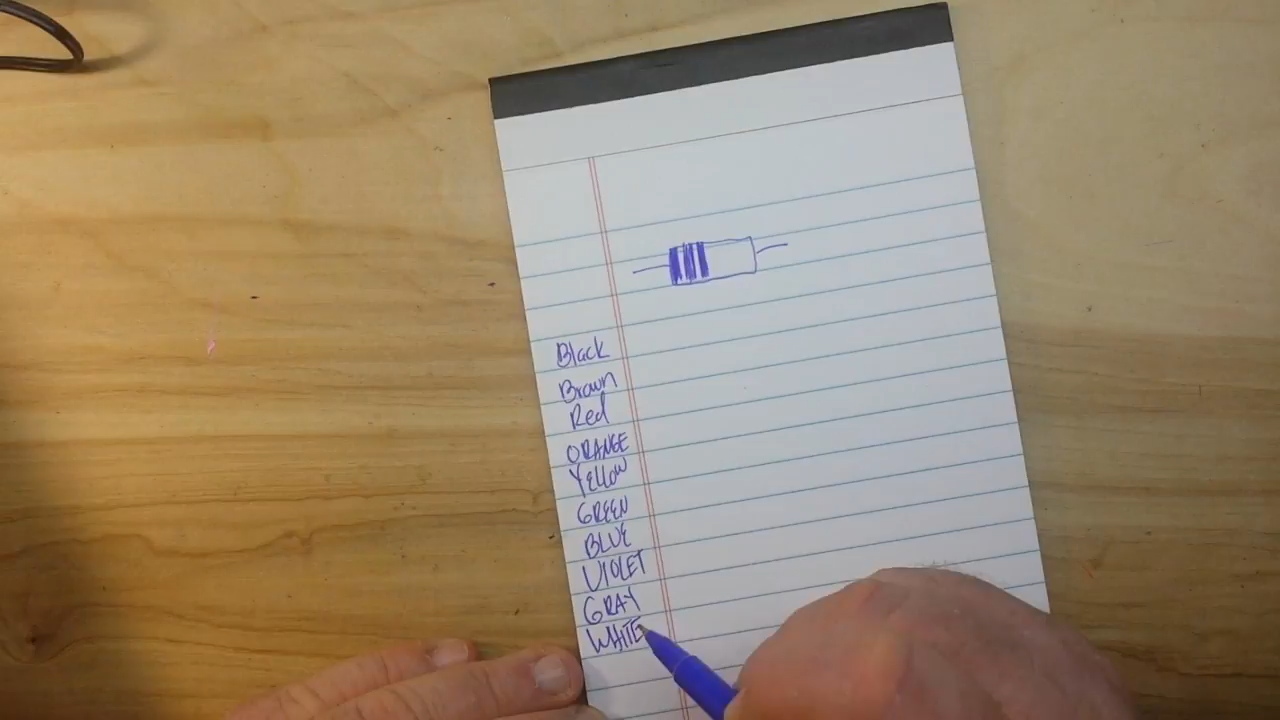 Black
Brown
Red
ORANGE
YEllOW
GREEN
BLUE
VIOLET
GRAY
WHITE